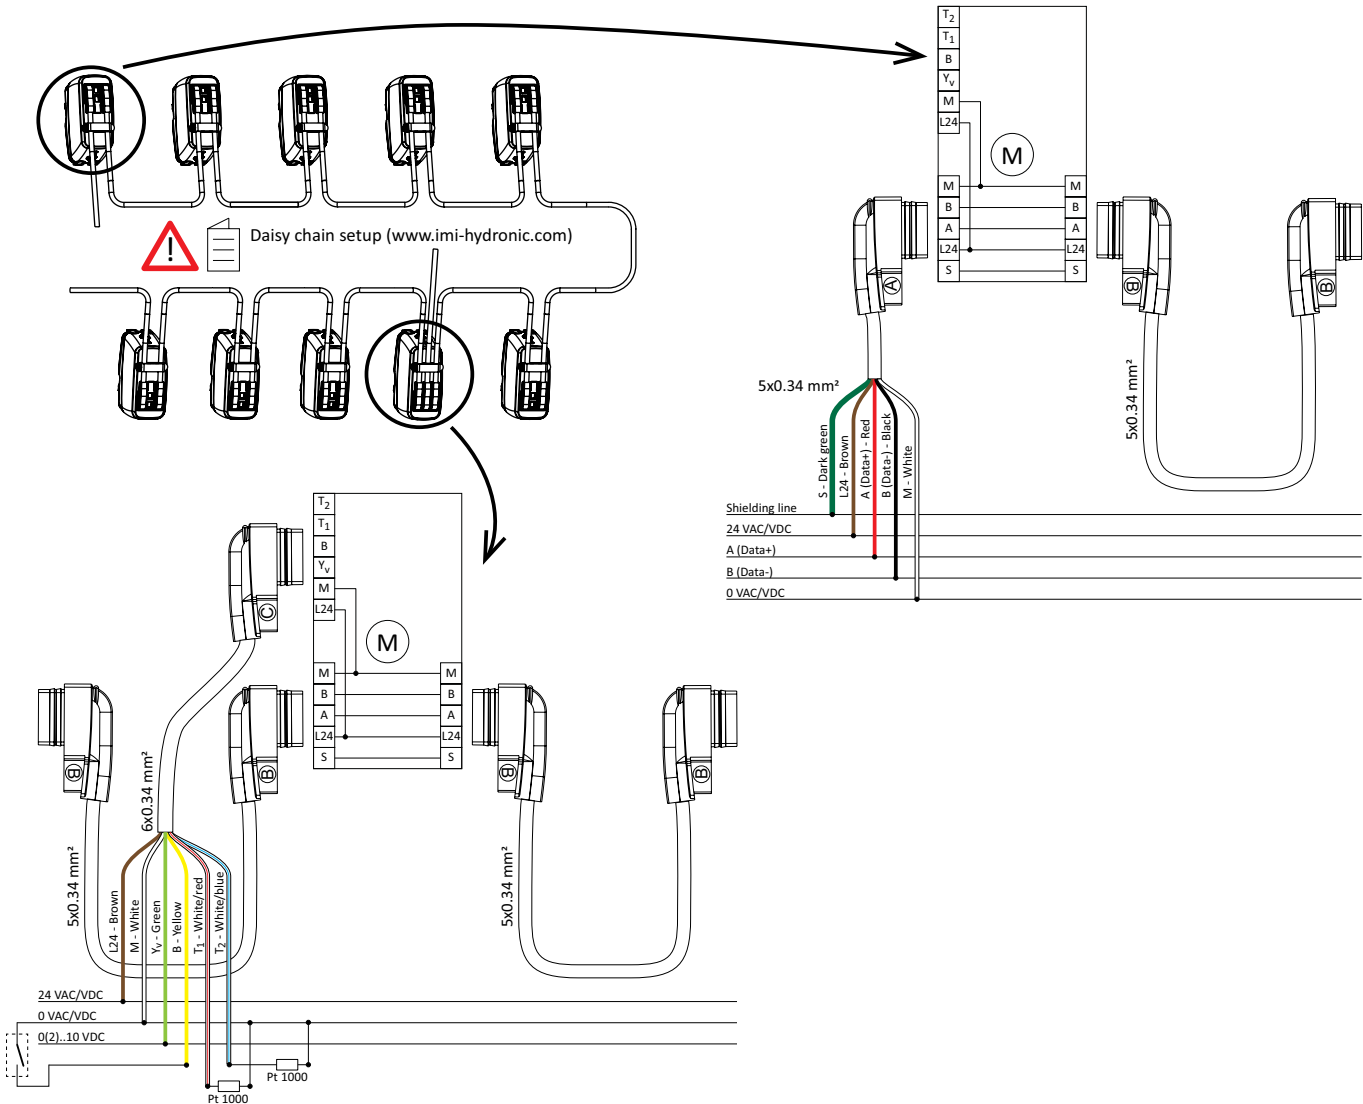 T2
T1
B
Yv
M
L24
M
M
B
A
L24
S
M
B
A
L24
S
Daisy chain setup (www.imi-hydronic.com)
A
B
B
5x0.34 mm²
5x0.34 mm²
S - Dark green
L24 - Brown
A (Data+) - Red
B (Data-) - Black
M - White
Shielding line
24 VAC/VDC
A (Data+)
B (Data-)
0 VAC/VDC
T2
T1
B
Yv
M
L24
M
M
B
A
L24
S
M
B
A
L24
S
C
B
B
B
B
6x0.34 mm²
5x0.34 mm²
5x0.34 mm²
L24 - Brown
M - White
Yv - Green
B - Yellow
T1 - White/red
T2 - White/blue
24 VAC/VDC
0 VAC/VDC
0(2)..10 VDC
Pt 1000
Pt 1000